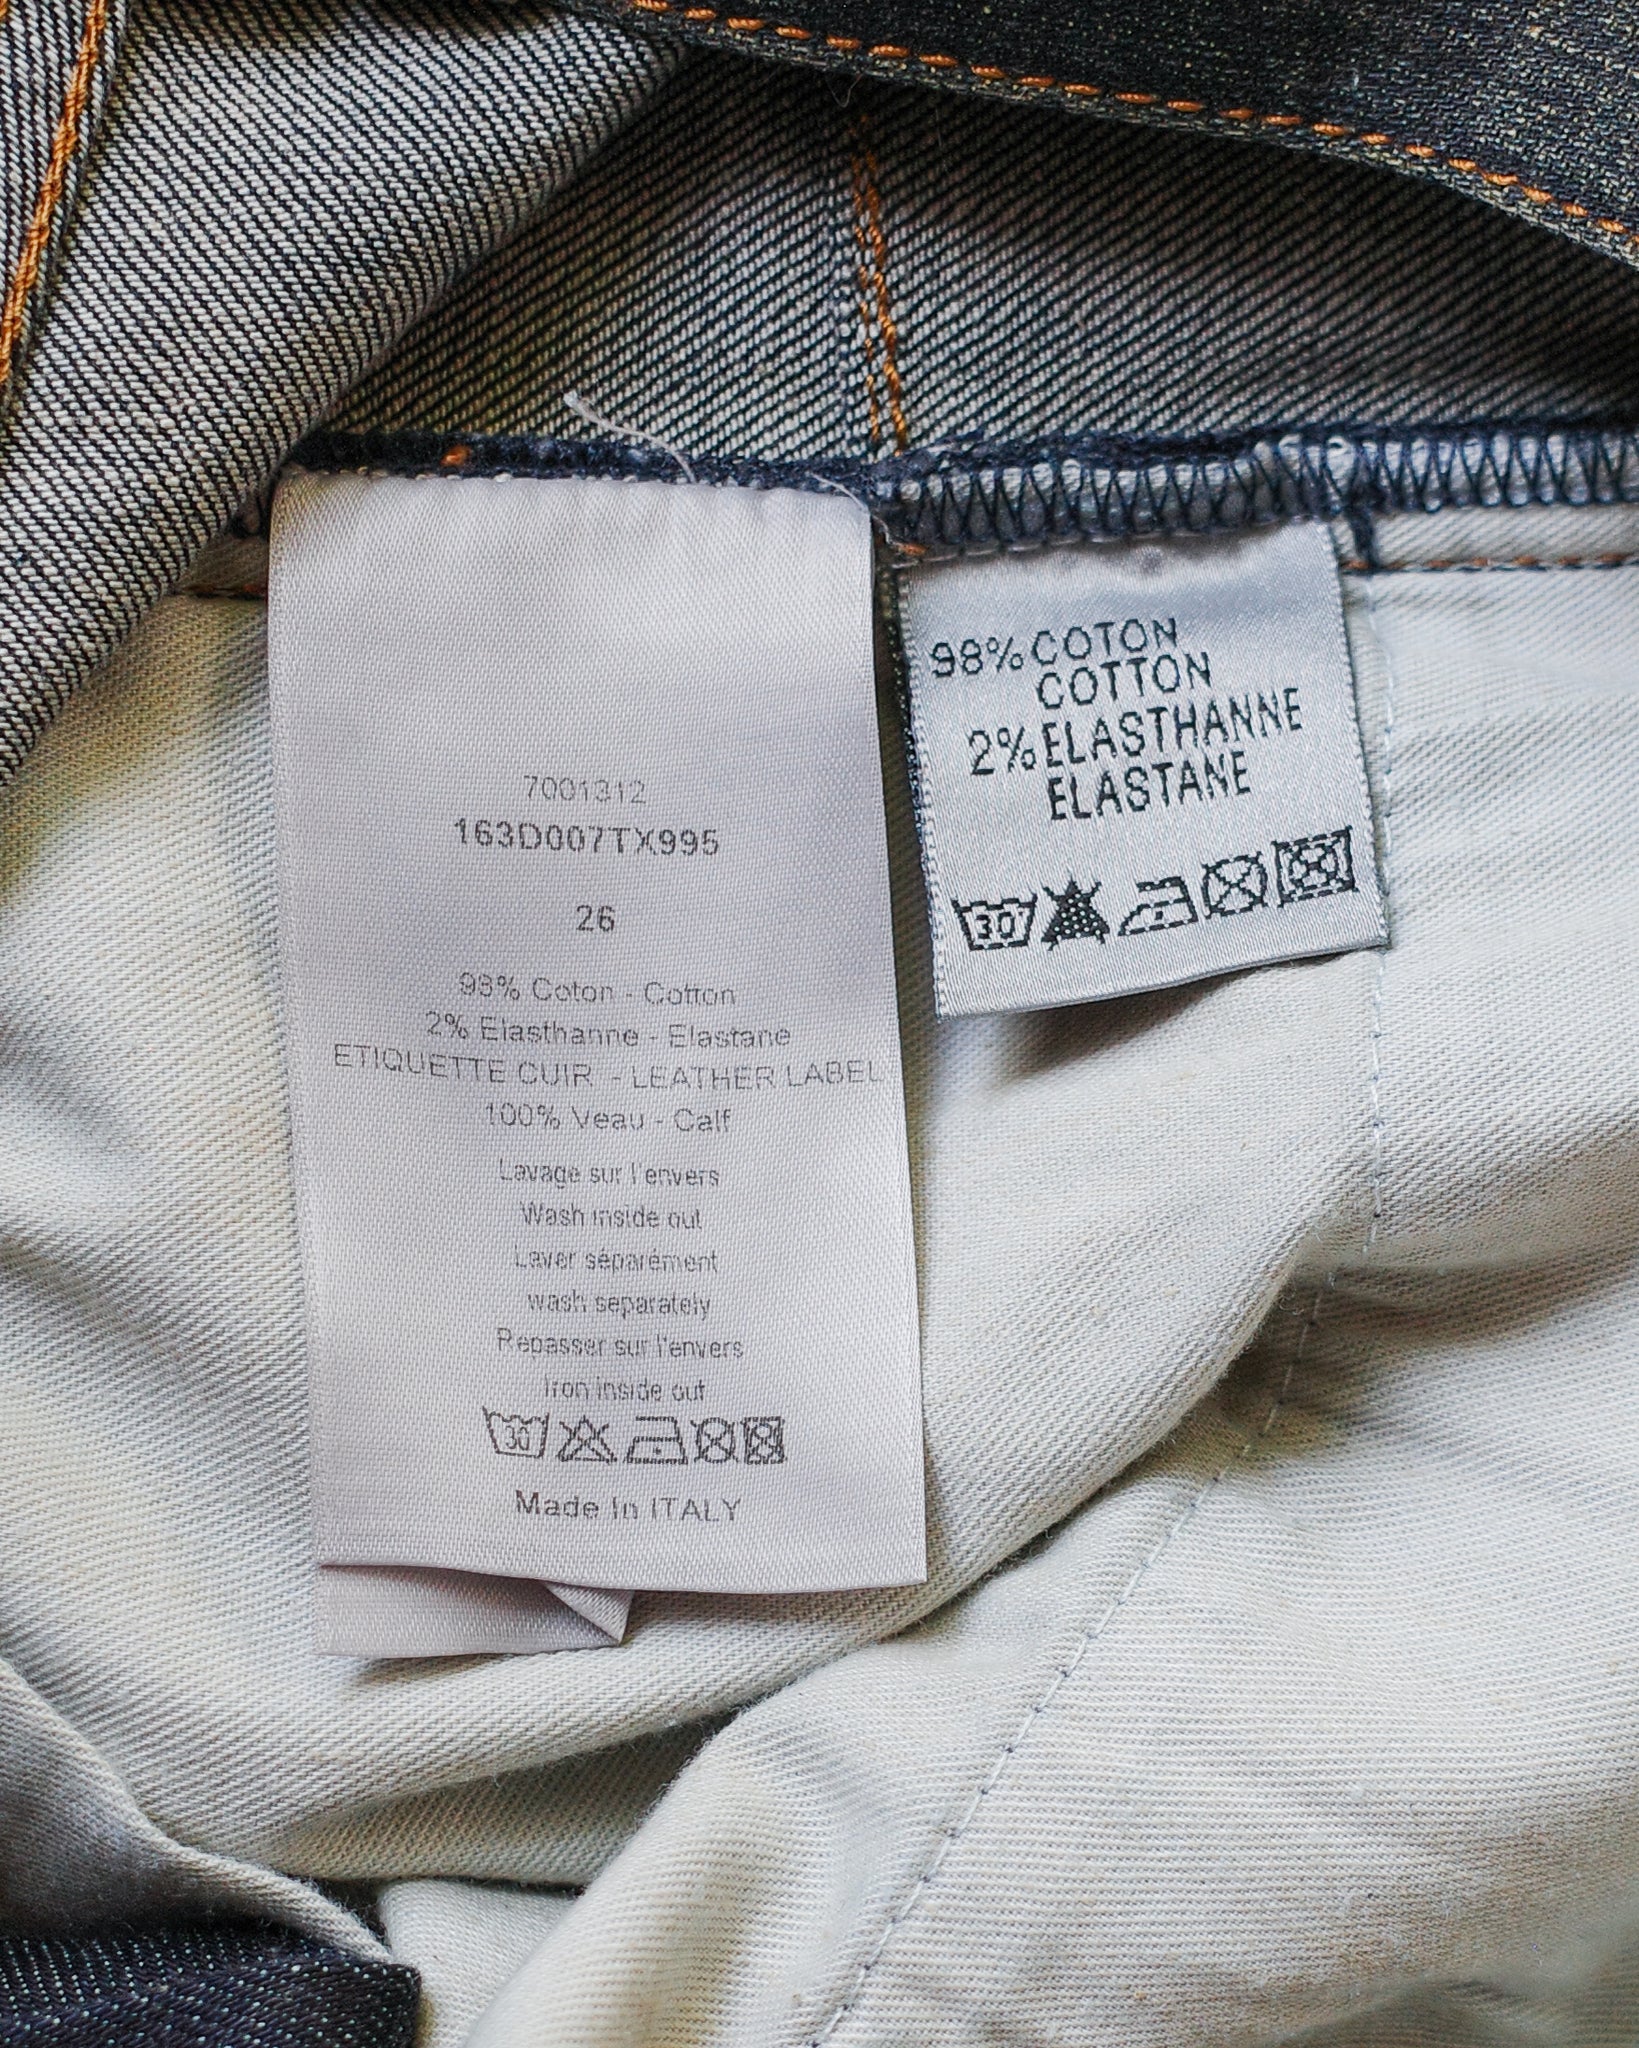 7001312
163D007TX995
26
98% Coton - Cotton
2% Elasthanne - Elastane
ETIQUETTE CUIR - LEATHER LABEL
100% Veau - Calf
Lavage sur l'envers
Wash inside out
Laver séparément
wash separately
Repasser sur l'envers
Iron inside out
30
Made In ITALY
98% COTON
COTTON
2% ELASTHANNE
ELASTANE
30